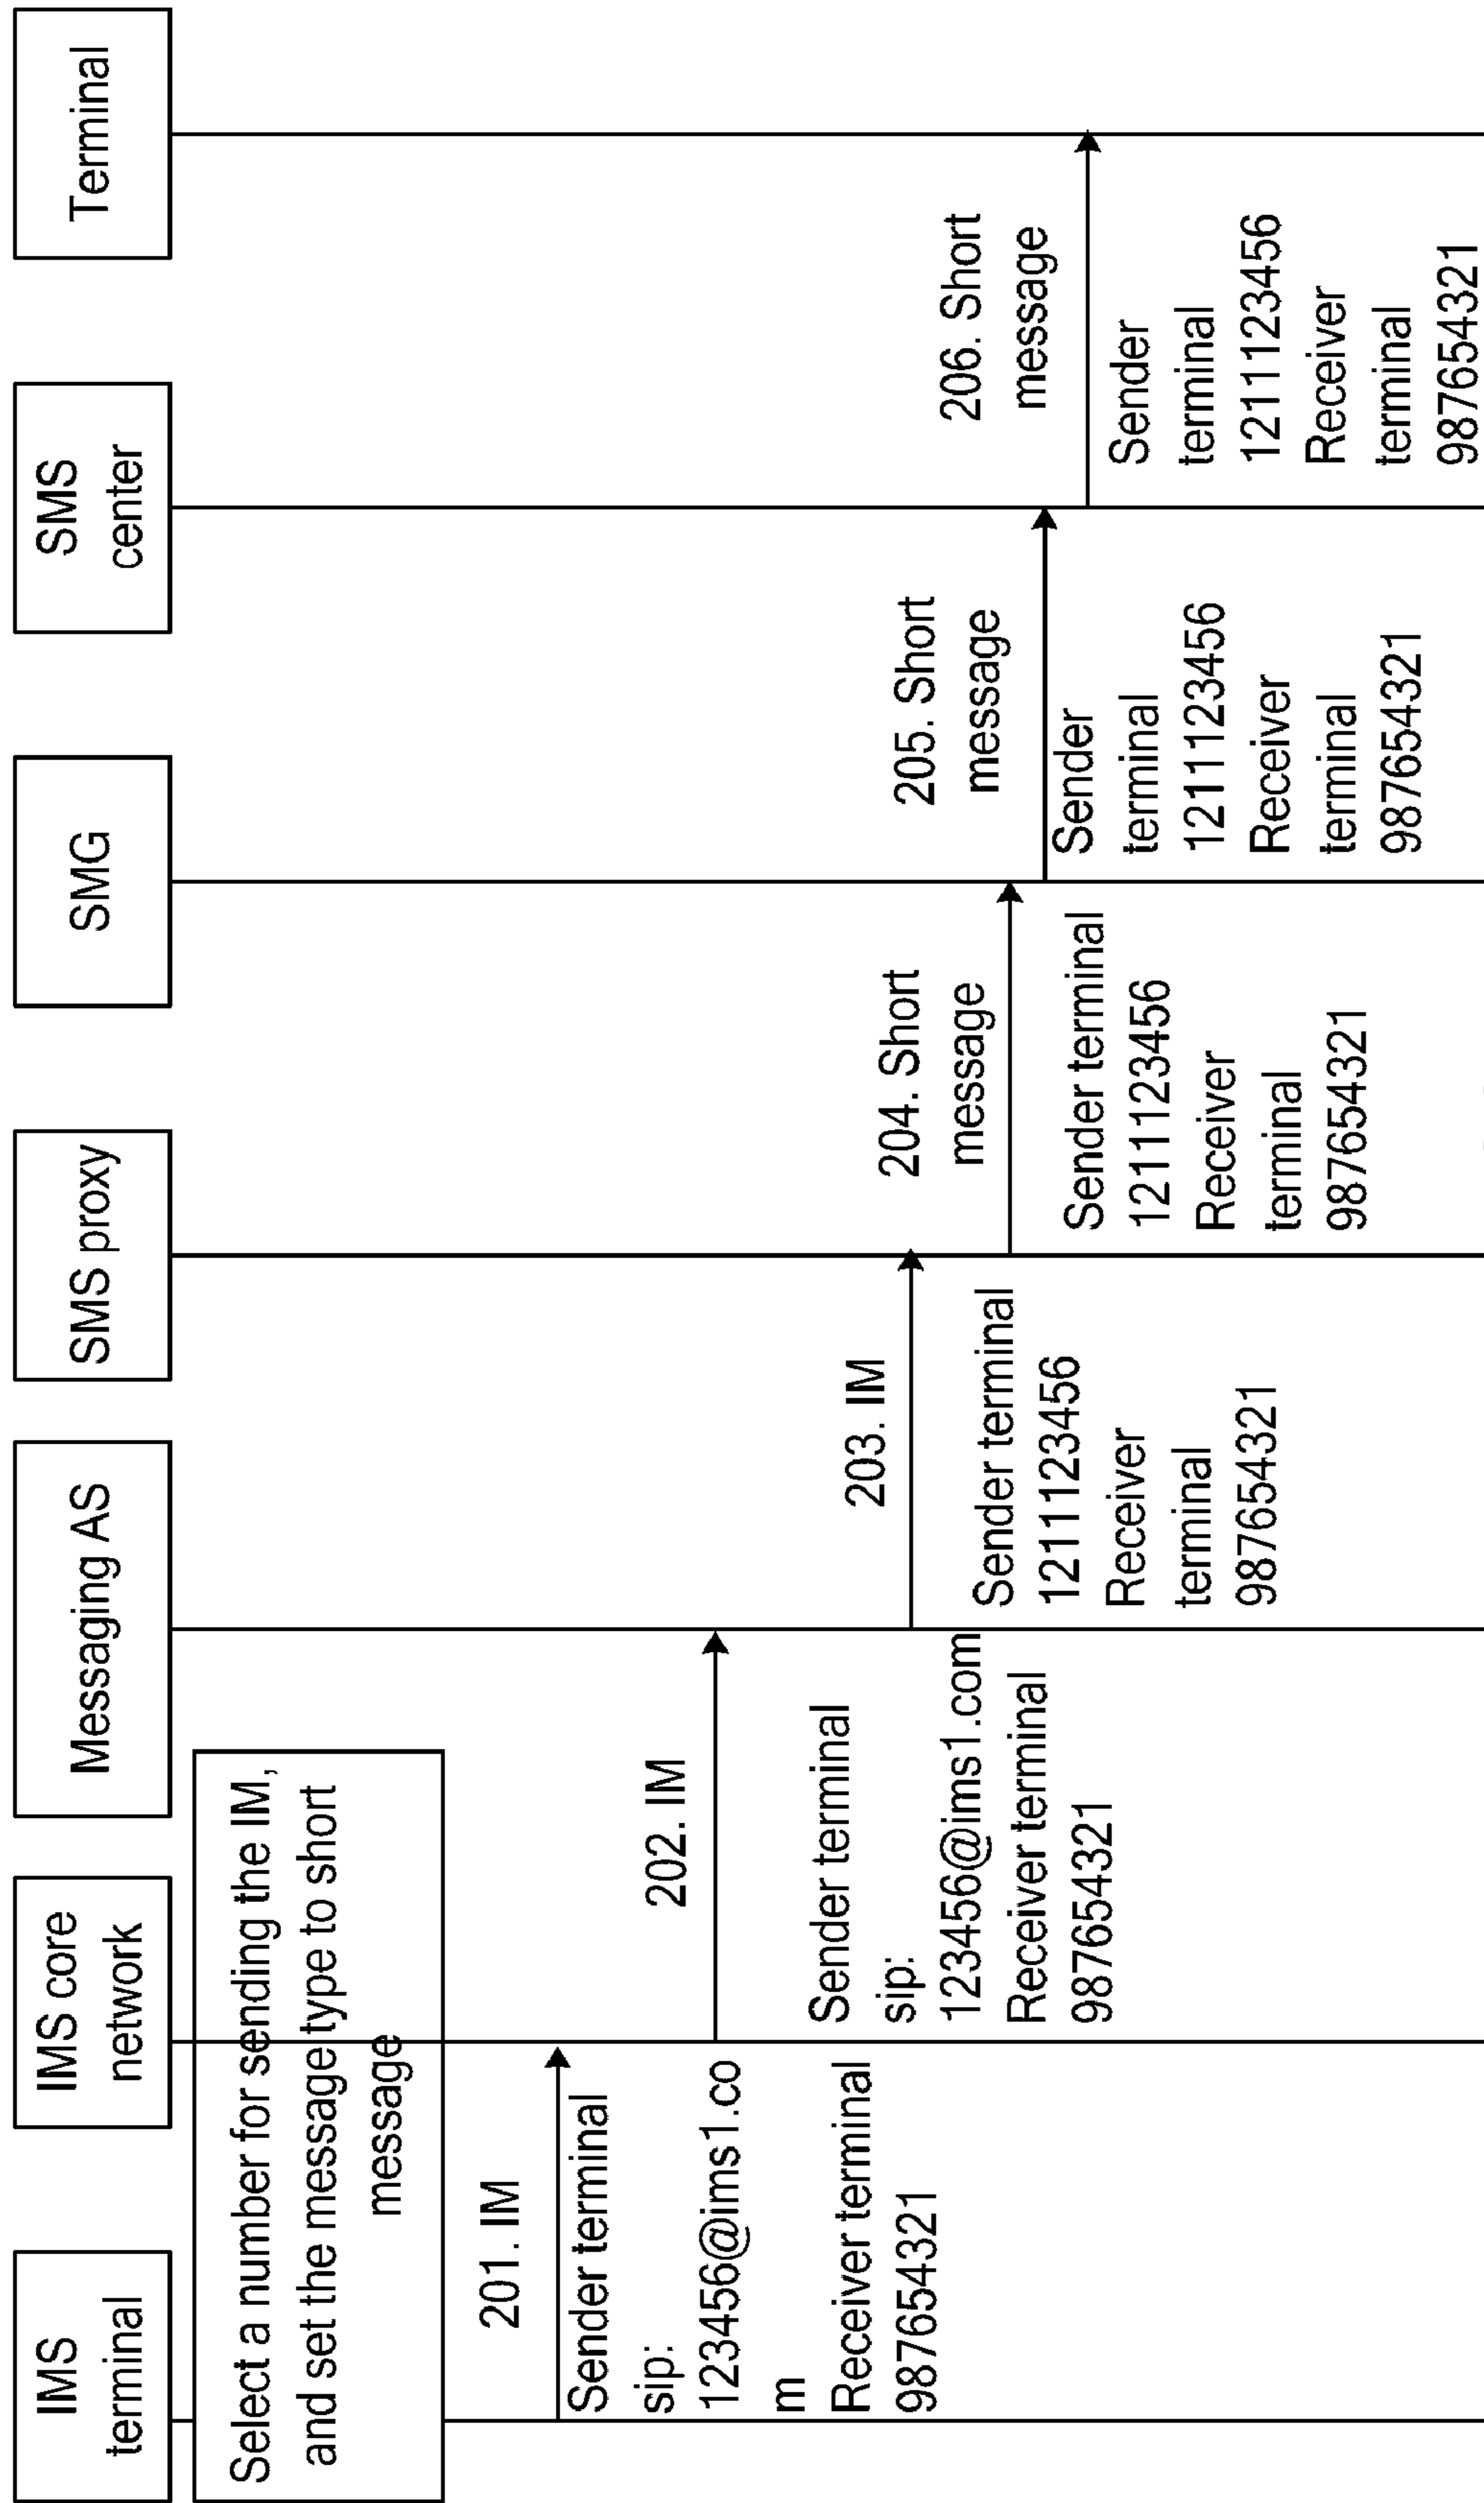 IMS
terminal
IMS core
network
Messaging AS
SMS proxy
SMG
SMS
center
Terminal
Select a number for sending the IM,
and set the message type to short
message
201. IM
Sender terminal
sip:
123456@ims1.co
m
Receiver terminal
987654321
202. IM
Sender terminal
sip:
123456@ims1.com
Receiver terminal
987654321
203. IM
Sender terminal
1211123456
Receiver
terminal
987654321
204. Short
message
Sender terminal
1211123456
Receiver
terminal
987654321
205. Short
message
Sender
terminal
1211123456
Receiver
terminal
987654321
206. Short
message
Sender
terminal
1211123456
Receiver
terminal
987654321